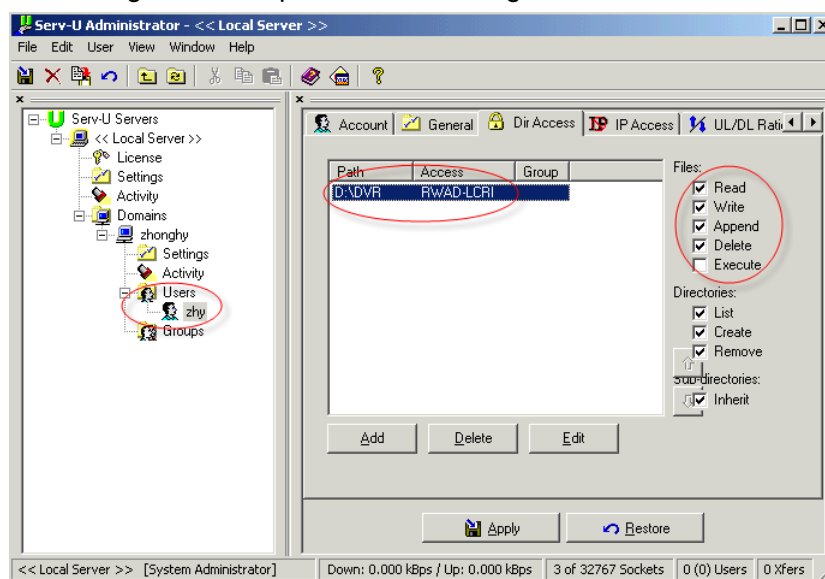 Serv-U Administrator - << Local Server >>
File Edit User View Window Help
Serv-U Servers
<< Local Server >>
License
Settings
Activity
Domains
zhonghy
Settings
Activity
Users
zhy
Groups
Account General Dir Access IP Access UL/DL Rati
Path Access Group
D:\DVR RWAD-LCRI
Files:
Read
Write
Append
Delete
Execute
Directories:
List
Create
Remove
Sub-directories:
Inherit
Add Delete Edit
Apply Restore
<< Local Server >> [System Administrator] Down: 0.000 kBps / Up: 0.000 kBps 3 of 32767 Sockets 0 (0) Users 0 Xfers